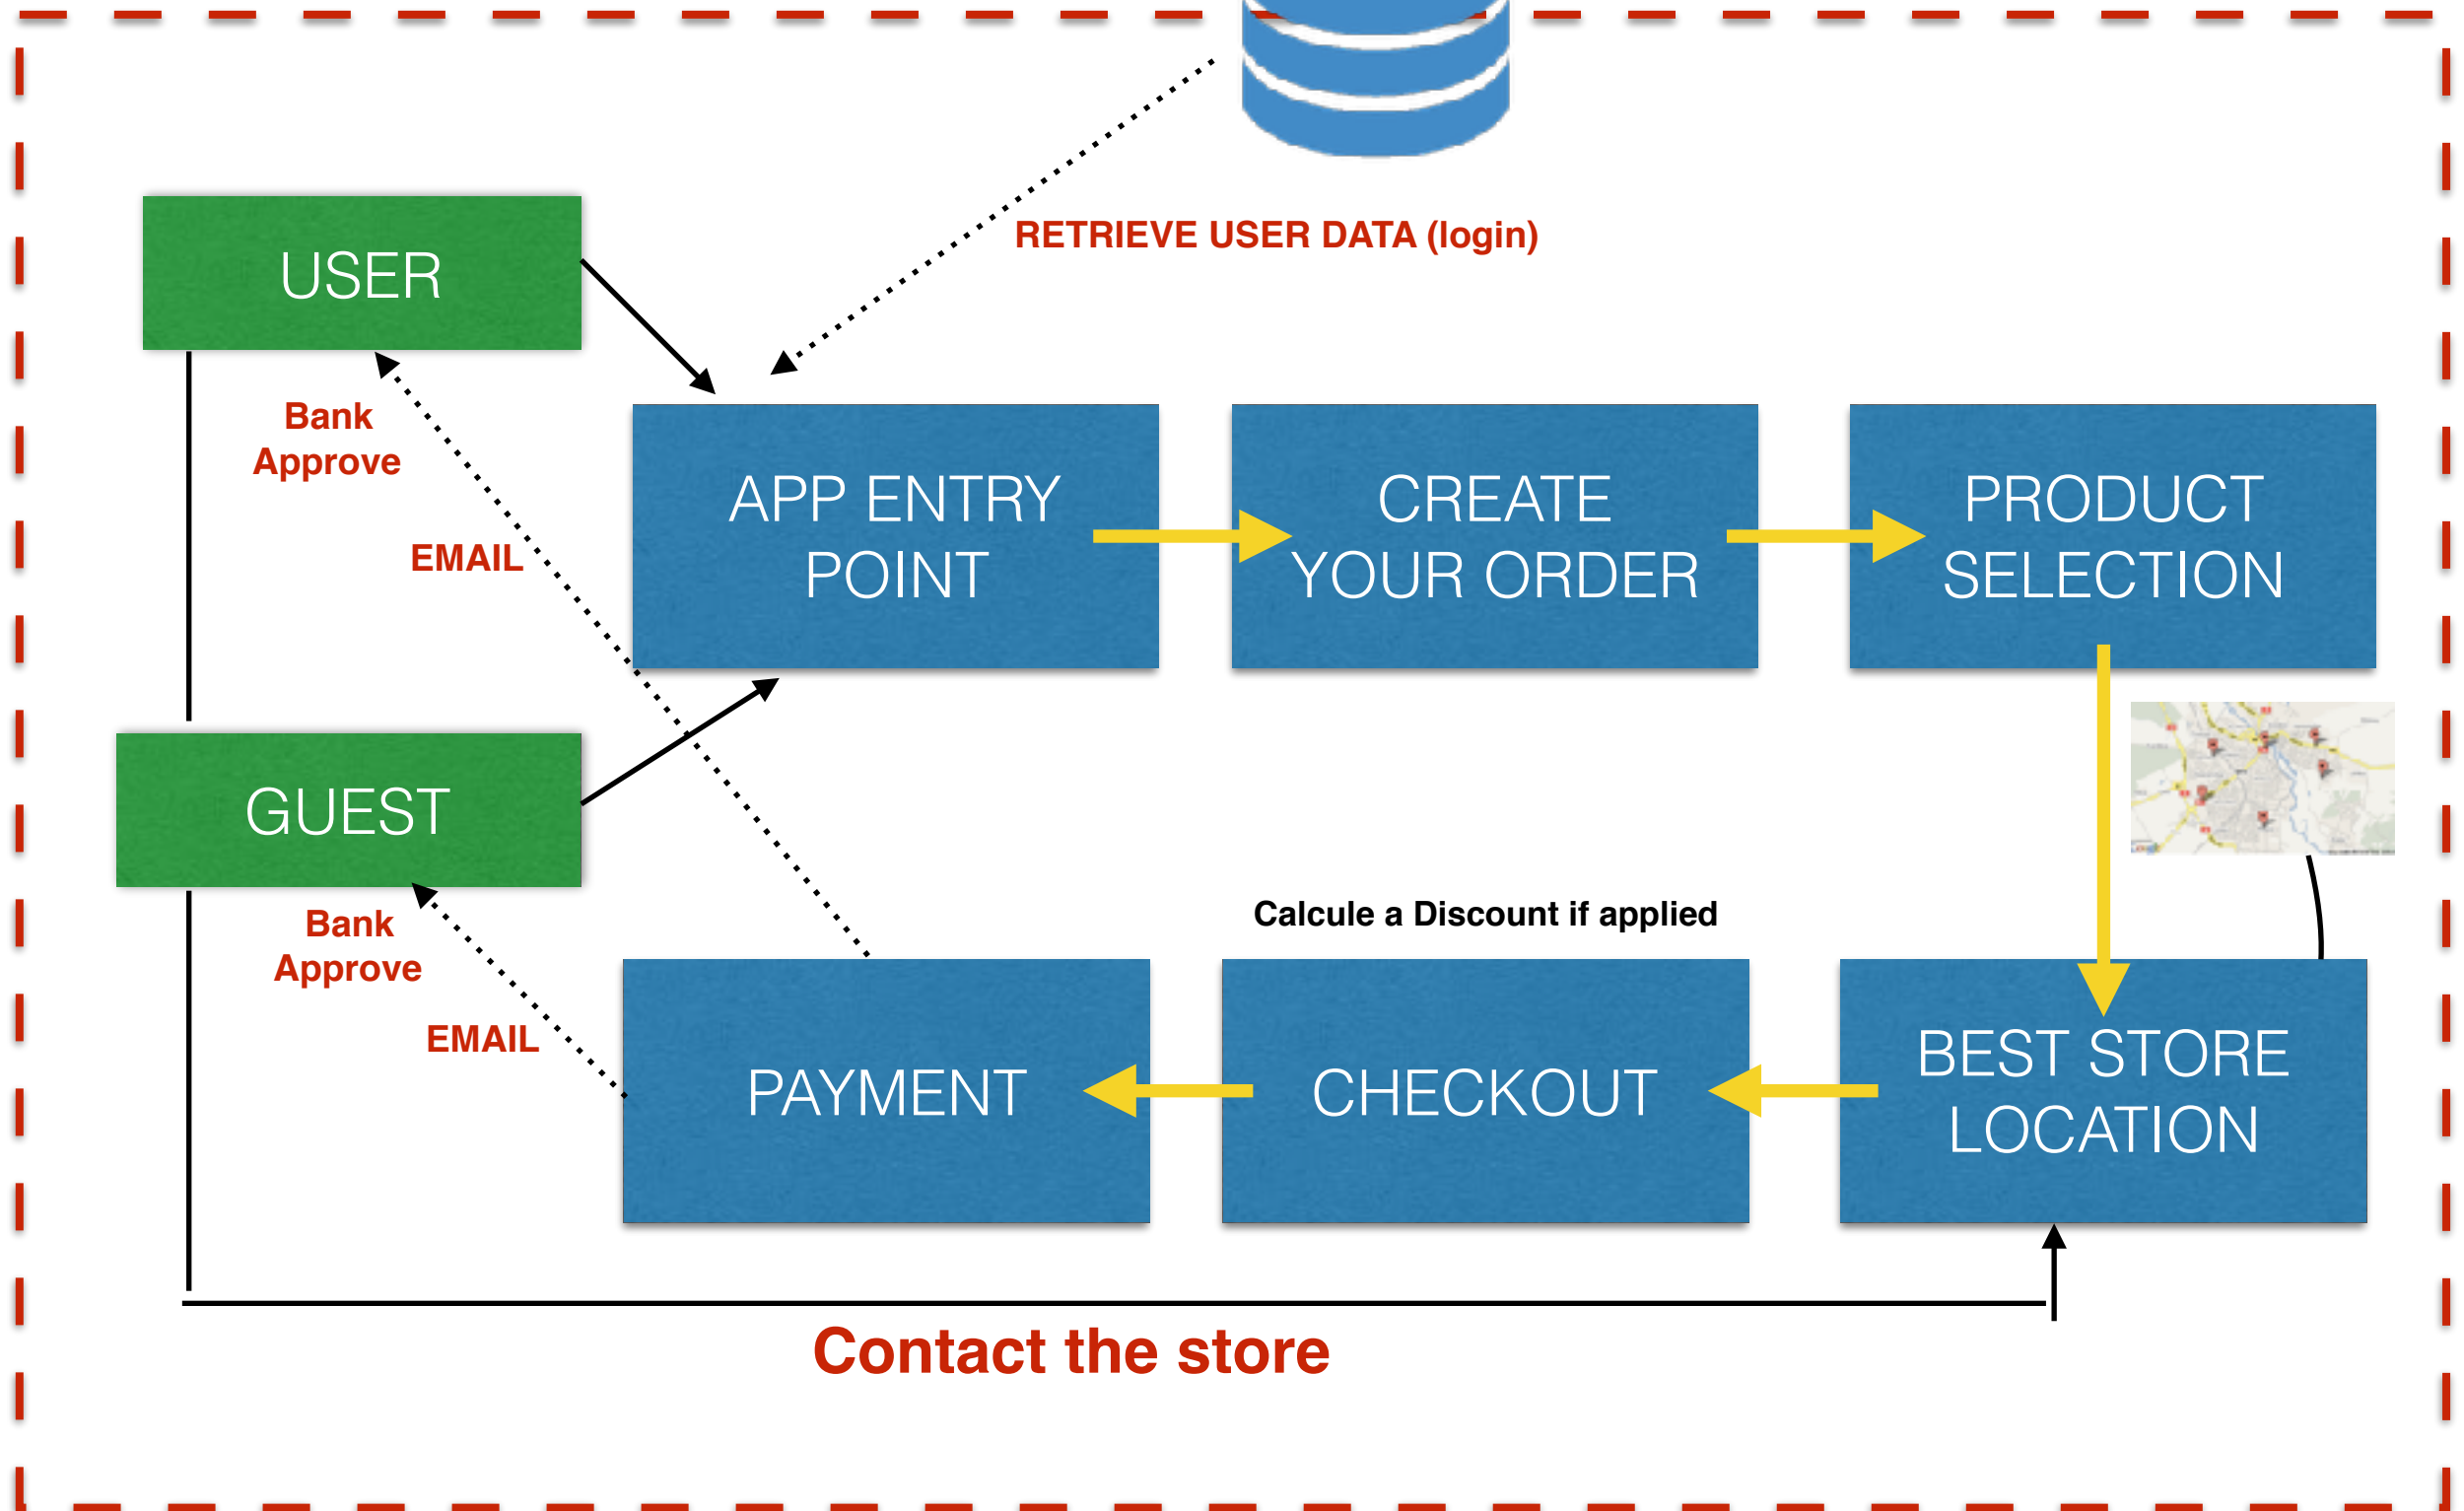 RETRIEVE USER DATA (login)
USER
Bank
Approve
EMAIL
APP ENTRY
POINT
CREATE
YOUR ORDER
PRODUCT
SELECTION
GUEST
Bank
Approve
EMAIL
Calcule a Discount if applied
PAYMENT
CHECKOUT
BEST STORE
LOCATION
Contact the store